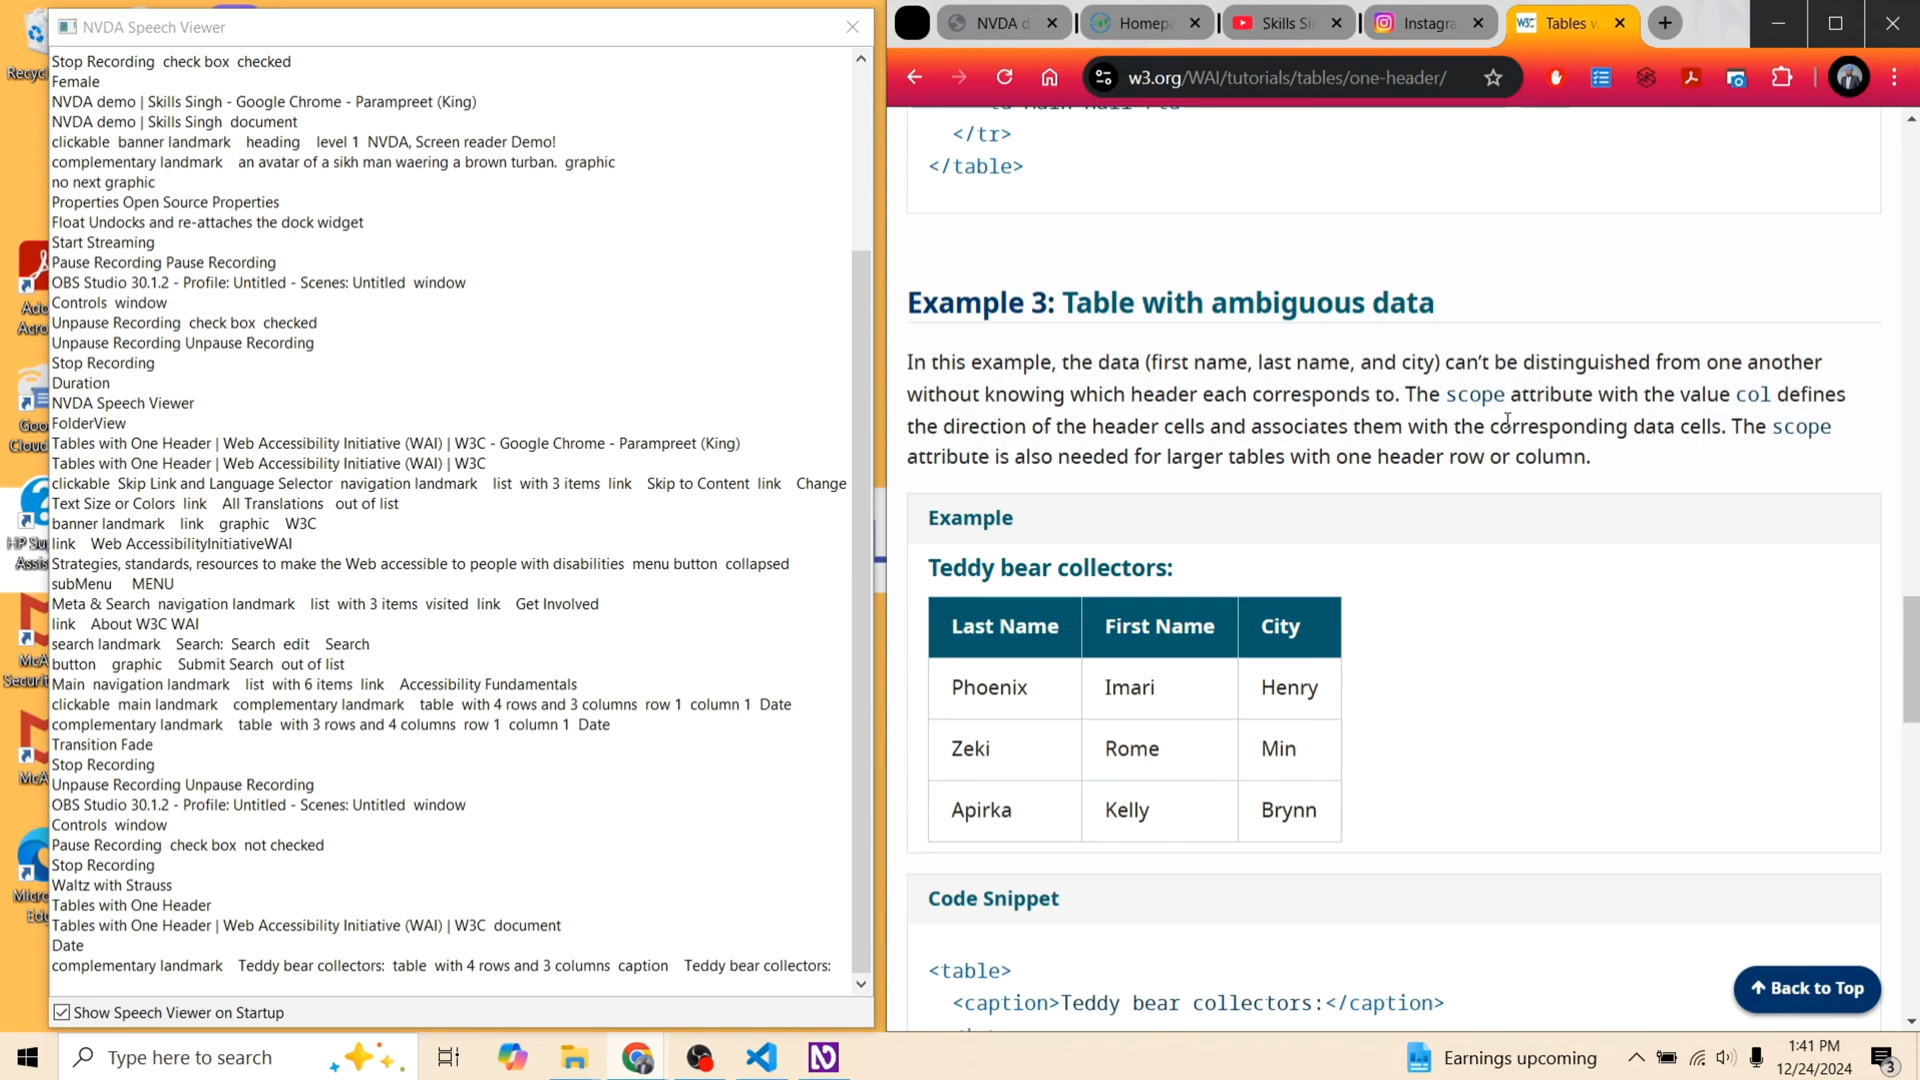 NVDA Speech Viewer
Stop Recording check box checked
Female
NVDA demo | Skills Singh - Google Chrome - Parampreet (King)
NVDA demo | Skills Singh document
clickable banner landmark heading level 1 NVDA, Screen reader Demo!
complementary landmark an avatar of a sikh man waering a brown turban. graphic
no next graphic
Properties Open Source Properties
Float Undocks and re-attaches the dock widget
Start Streaming
Pause Recording Pause Recording
OBS Studio 30.1.2 - Profile: Untitled - Scenes: Untitled window
Controls window
Unpause Recording check box checked
Unpause Recording Unpause Recording
Stop Recording
Duration
NVDA Speech Viewer
FolderView
Tables with One Header | Web Accessibility Initiative (WAI) | W3C - Google Chrome - Parampreet (King)
Tables with One Header | Web Accessibility Initiative (WAI) | W3C
clickable Skip Link and Language Selector navigation landmark list with 3 items link Skip to Content link Change
Text Size or Colors link All Translations out of list
banner landmark link graphic W3C
link Web AccessibilityInitiativeWAI
Strategies, standards, resources to make the Web accessible to people with disabilities menu button collapsed
subMenu MENU
Meta & Search navigation landmark list with 3 items visited link Get Involved
link About W3C WAI
search landmark Search: Search edit Search
button graphic Submit Search out of list
Main navigation landmark list with 6 items link Accessibility Fundamentals
clickable main landmark complementary landmark table with 4 rows and 3 columns row 1 column 1 Date
complementary landmark table with 3 rows and 4 columns row 1 column 1 Date
Transition Fade
Stop Recording
Unpause Recording Unpause Recording
OBS Studio 30.1.2 - Profile: Untitled - Scenes: Untitled window
Controls window
Pause Recording check box not checked
Stop Recording
Waltz with Strauss
Tables with One Header
Tables with One Header | Web Accessibility Initiative (WAI) | W3C document
Date
complementary landmark Teddy bear collectors: table with 4 rows and 3 columns caption Teddy bear collectors:
Show Speech Viewer on Startup
NVDA d
Homep
Skills Si
Instagra
Tables w
w3.org/WAI/tutorials/tables/one-header/
</tr>
</table>
Example 3: Table with ambiguous data
In this example, the data (first name, last name, and city) can’t be distinguished from one another
without knowing which header each corresponds to. The scope attribute with the value col defines
the direction of the header cells and associates them with the corresponding data cells. The scope
attribute is also needed for larger tables with one header row or column.
Example
Teddy bear collectors:
Last Name First Name City
Phoenix Imari Henry
Zeki Rome Min
Apirka Kelly Brynn
Code Snippet
<table>
<caption>Teddy bear collectors:</caption>
Back to Top
Type here to search
Earnings upcoming
1:41 PM
12/24/2024
3